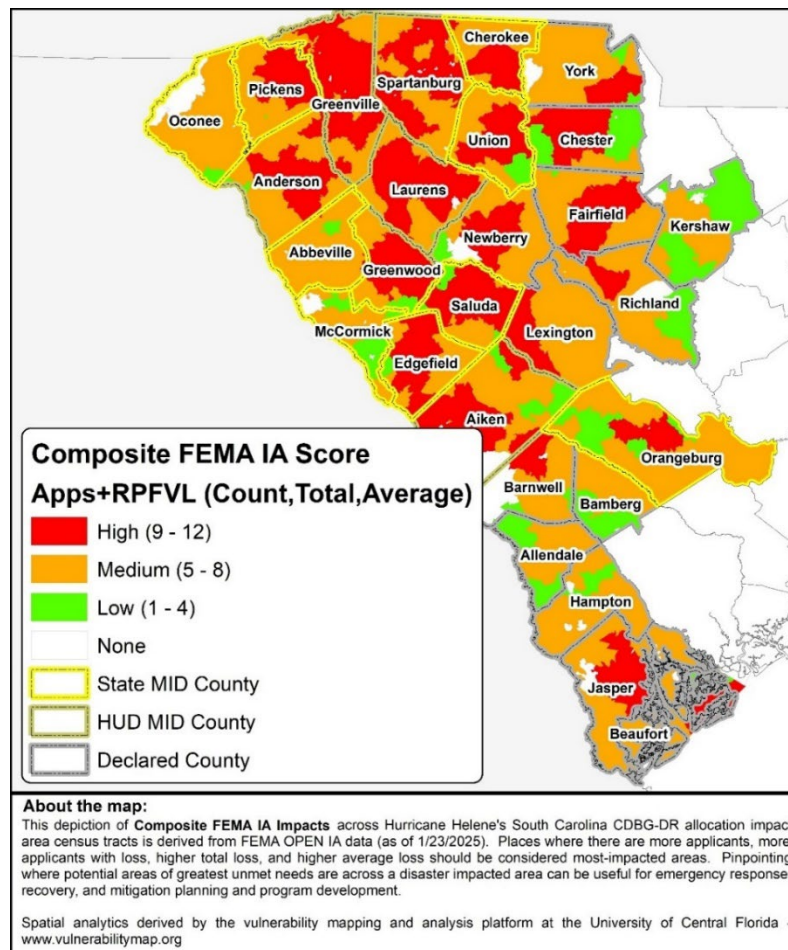 Cherokee
York
Spartanburg
Pickens
Greenville
Oconee
Union
Chester
Anderson
Laurens
Fairfield
Kershaw
Newberry
Abbeville
Greenwood
Richland
Saluda
Lexington
McCormick
Edgefield
Aiken
Orangeburg
Barnwell
Bamberg
Allendale
Hampton
Jasper
Beaufort
Composite FEMA IA Score
Apps+RPFVL (Count,Total,Average)
High (9 - 12)
Medium (5 - 8)
Low (1 - 4)
None
State MID County
HUD MID County
Declared County
About the map:
This depiction of Composite FEMA IA Impacts across Hurricane Helene's South Carolina CDBG-DR allocation impac
area census tracts is derived from FEMA OPEN IA data (as of 1/23/2025). Places where there are more applicants, more
applicants with loss, higher total loss, and higher average loss should be considered most-impacted areas. Pinpointing
where potential areas of greatest unmet needs are across a disaster impacted area can be useful for emergency response
recovery, and mitigation planning and program development.
Spatial analytics derived by the vulnerability mapping and analysis platform at the University of Central Florida -
www.vulnerabilitymap.org